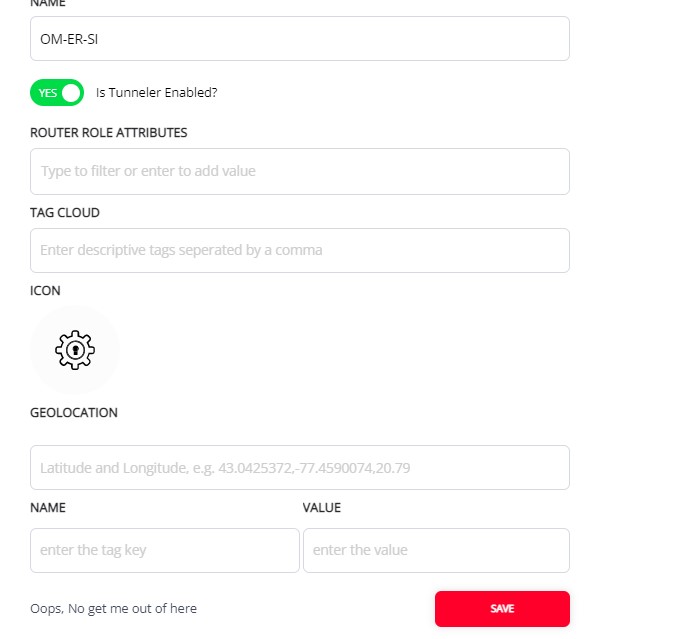 NAME
OM-ER-SI
YES Is Tunneler Enabled?
ROUTER ROLE ATTRIBUTES
Type to filter or enter to add value
TAG CLOUD
Enter descriptive tags seperated by a comma
ICON
GEOLOCATION
Latitude and Longitude, e.g. 43.0425372,-77.4590074,20.79
NAME VALUE
enter the tag key enter the value
Oops, No get me out of here SAVE